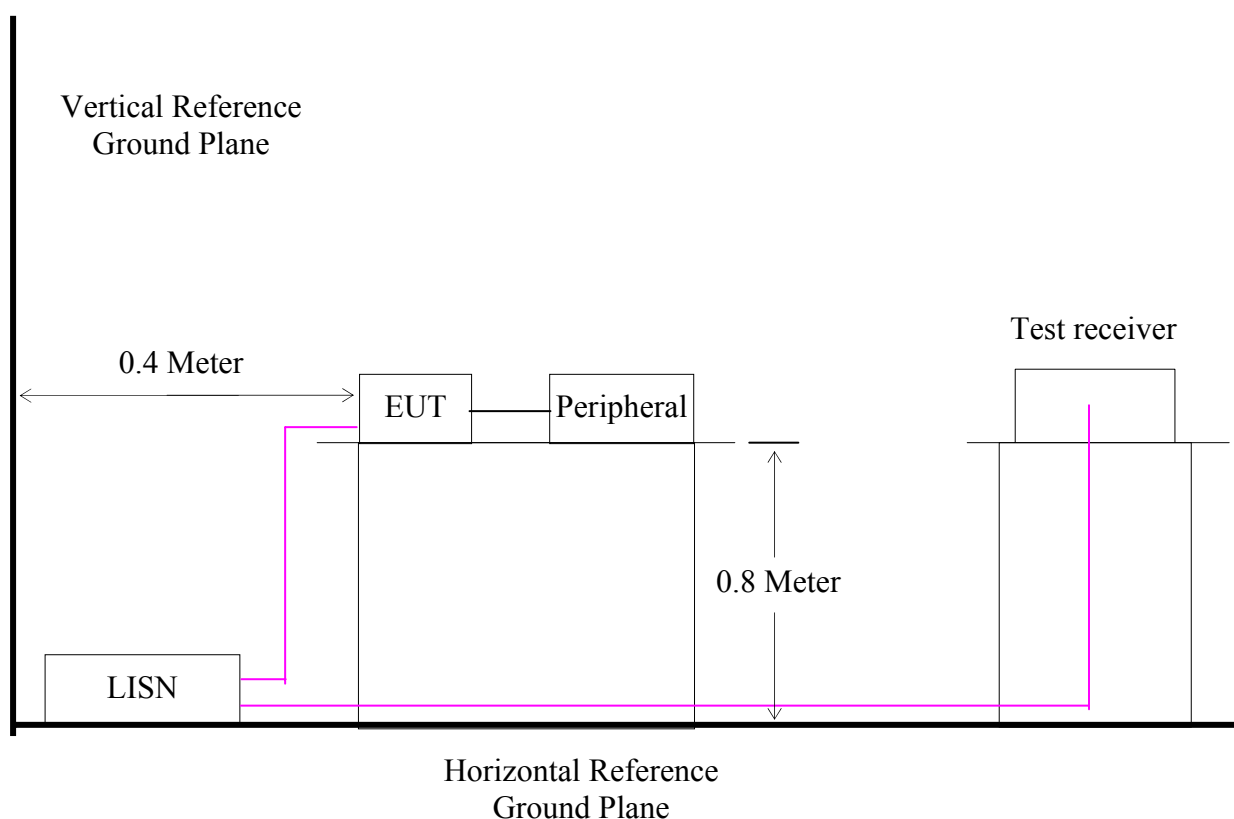 Vertical Reference
Ground Plane
Test receiver
0.4 Meter
EUT
Peripheral
0.8 Meter
LISN
Horizontal Reference
Ground Plane